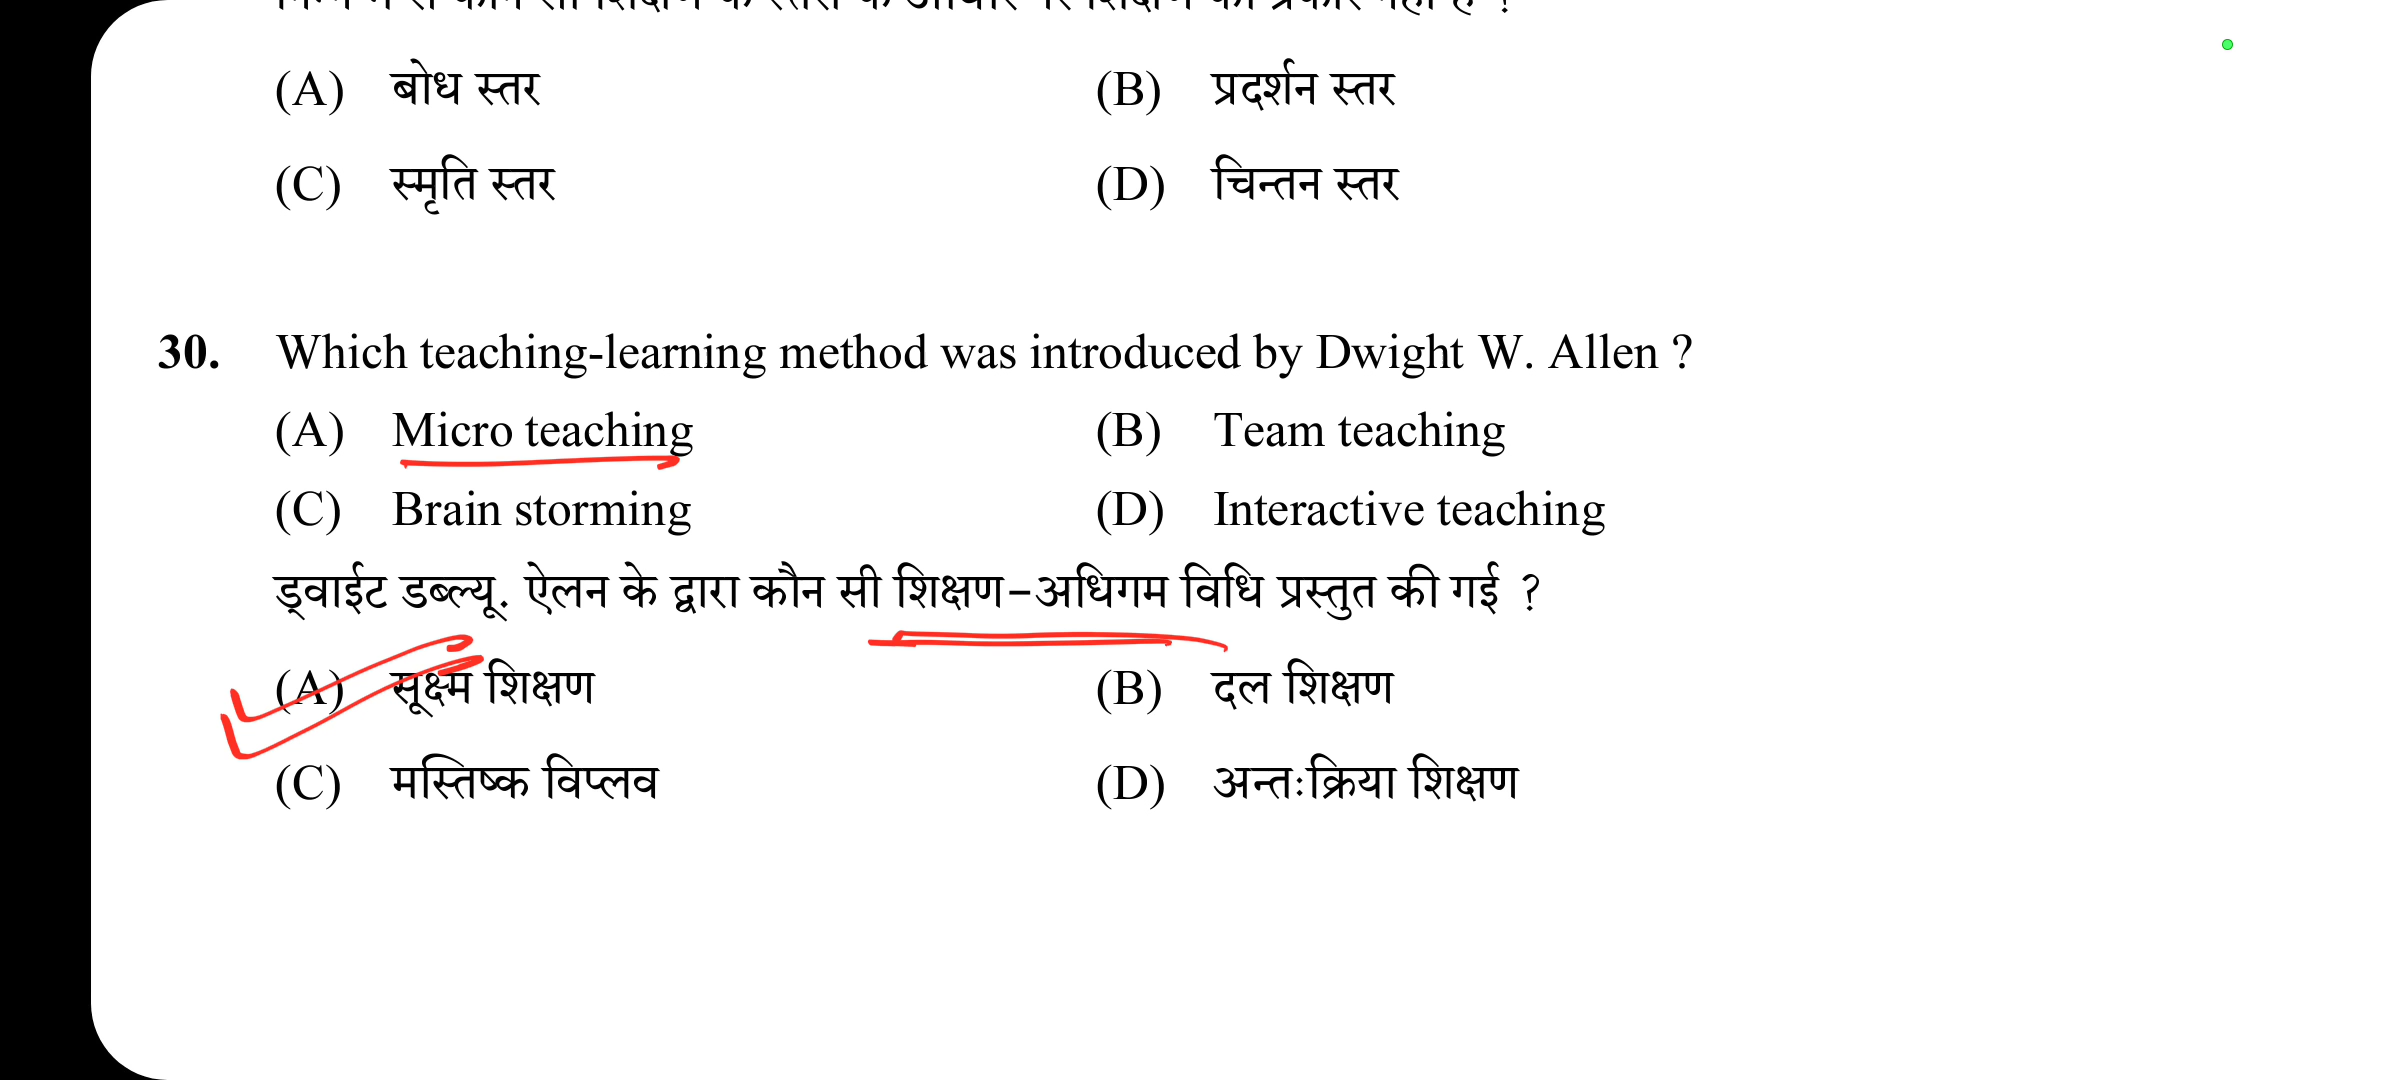 (A) बोध स्तर (B) प्रदर्शन स्तर
(C) स्मृति स्तर (D) चिन्तन स्तर
30. Which teaching-learning method was introduced by Dwight W. Allen ?
(A) Micro teaching (B) Team teaching
(C) Brain storming (D) Interactive teaching
ड्वाईट डब्ल्यू. ऐलन के द्वारा कौन सी शिक्षण–अधिगम विधि प्रस्तुत की गई ?
(A) सूक्ष्म शिक्षण (B) दल शिक्षण
(C) मस्तिष्क विप्लव (D) अन्तःक्रिया शिक्षण